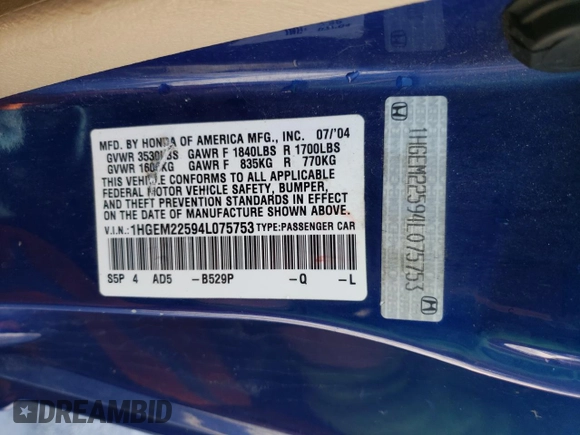 MFD. BY HONDA OF AMERICA MFG., INC. 07/'04
GVWR 3530LBS GAWR F 1840LBS R 1700LBS
GVWR KG GAWR F 835KG R 770KG
THIS VEHICLE CONFORMS TO ALL APPLICABLE
FEDERAL MOTOR VEHICLE SAFETY, BUMPER,
AND THEFT PREVENTION STANDARDS IN EFFECT
ON THE DATE OF MANUFACTURE SHOWN ABOVE.
V.I.N.: 1HGEM22594L075753 TYPE: PASSENGER CAR
S5P 4 AD5 -B529P -Q -L
1HGEM22594L075753
DREAMBID